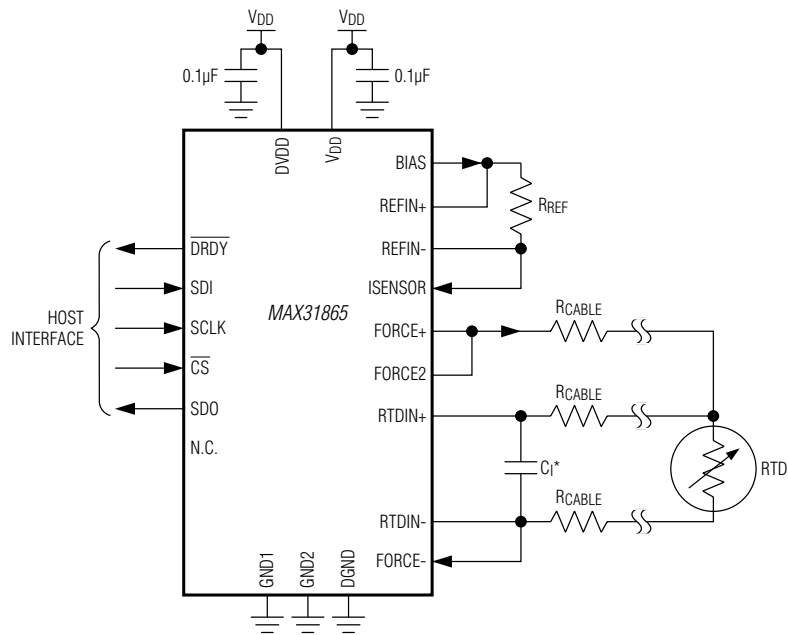 VDD
VDD
0.1µF
0.1µF
DVDD
VDD
BIAS
REFIN+
RREF
REFIN-
DRDY
SDI
ISENSOR
MAX31865
HOST
INTERFACE
SCLK
CS
SDO
N.C.
FORCE+
RCABLE
FORCE2
RTDIN+
RCABLE
CI*
RTD
RTDIN-
RCABLE
FORCE-
GND1
GND2
DGND